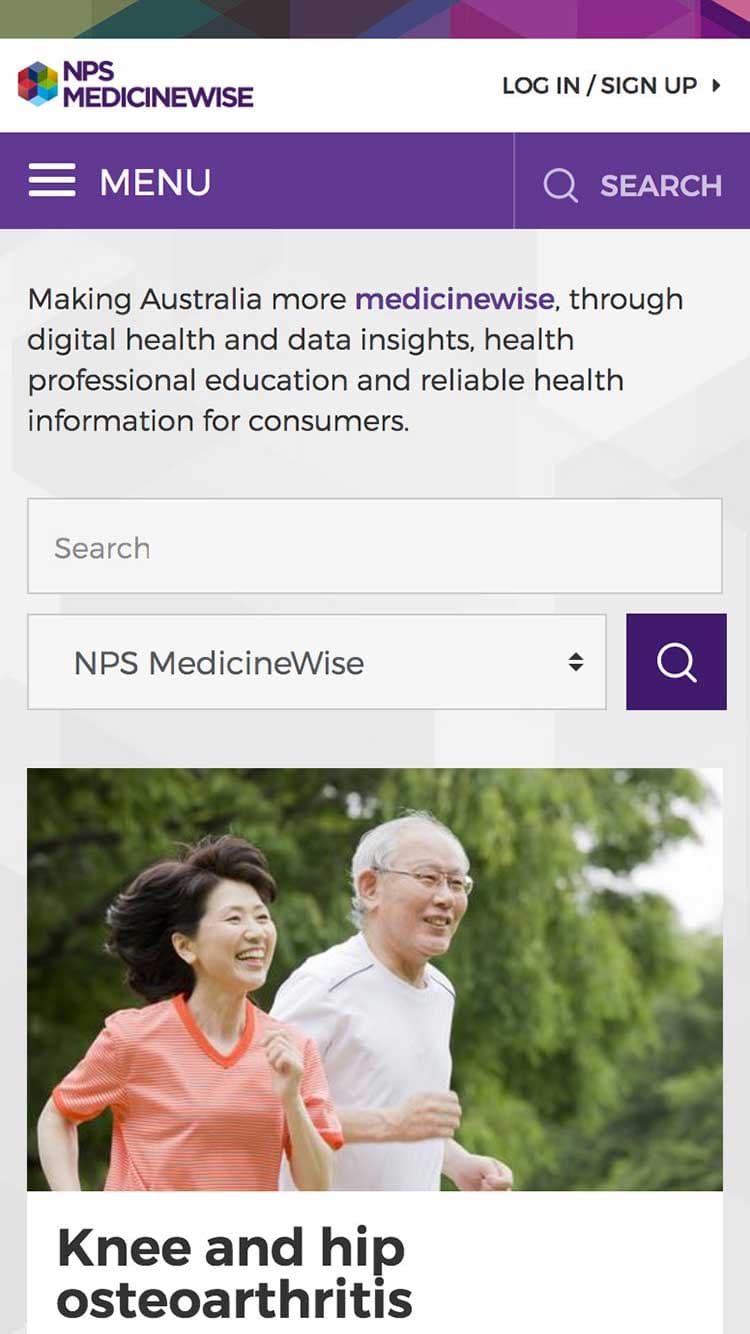 NPS
MEDICINEWISE
LOG IN / SIGN UP
MENU
SEARCH
Making Australia more medicinewise, through
digital health and data insights, health
professional education and reliable health
information for consumers.
Search
NPS MedicineWise
Knee and hip
osteoarthritis